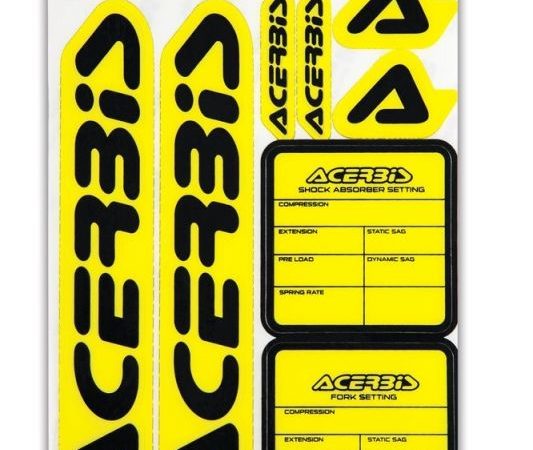 ACERBIS
ACERBIS
ACERBIS
ACERBIS
ACERBIS
SHOCK ABSORBER SETTING
COMPRESSION
EXTENSION STATIC SAG
PRE LOAD DYNAMIC SAG
SPRING RATE
ACERBIS
FORK SETTING
COMPRESSION
EXTENSION STATIC SAG